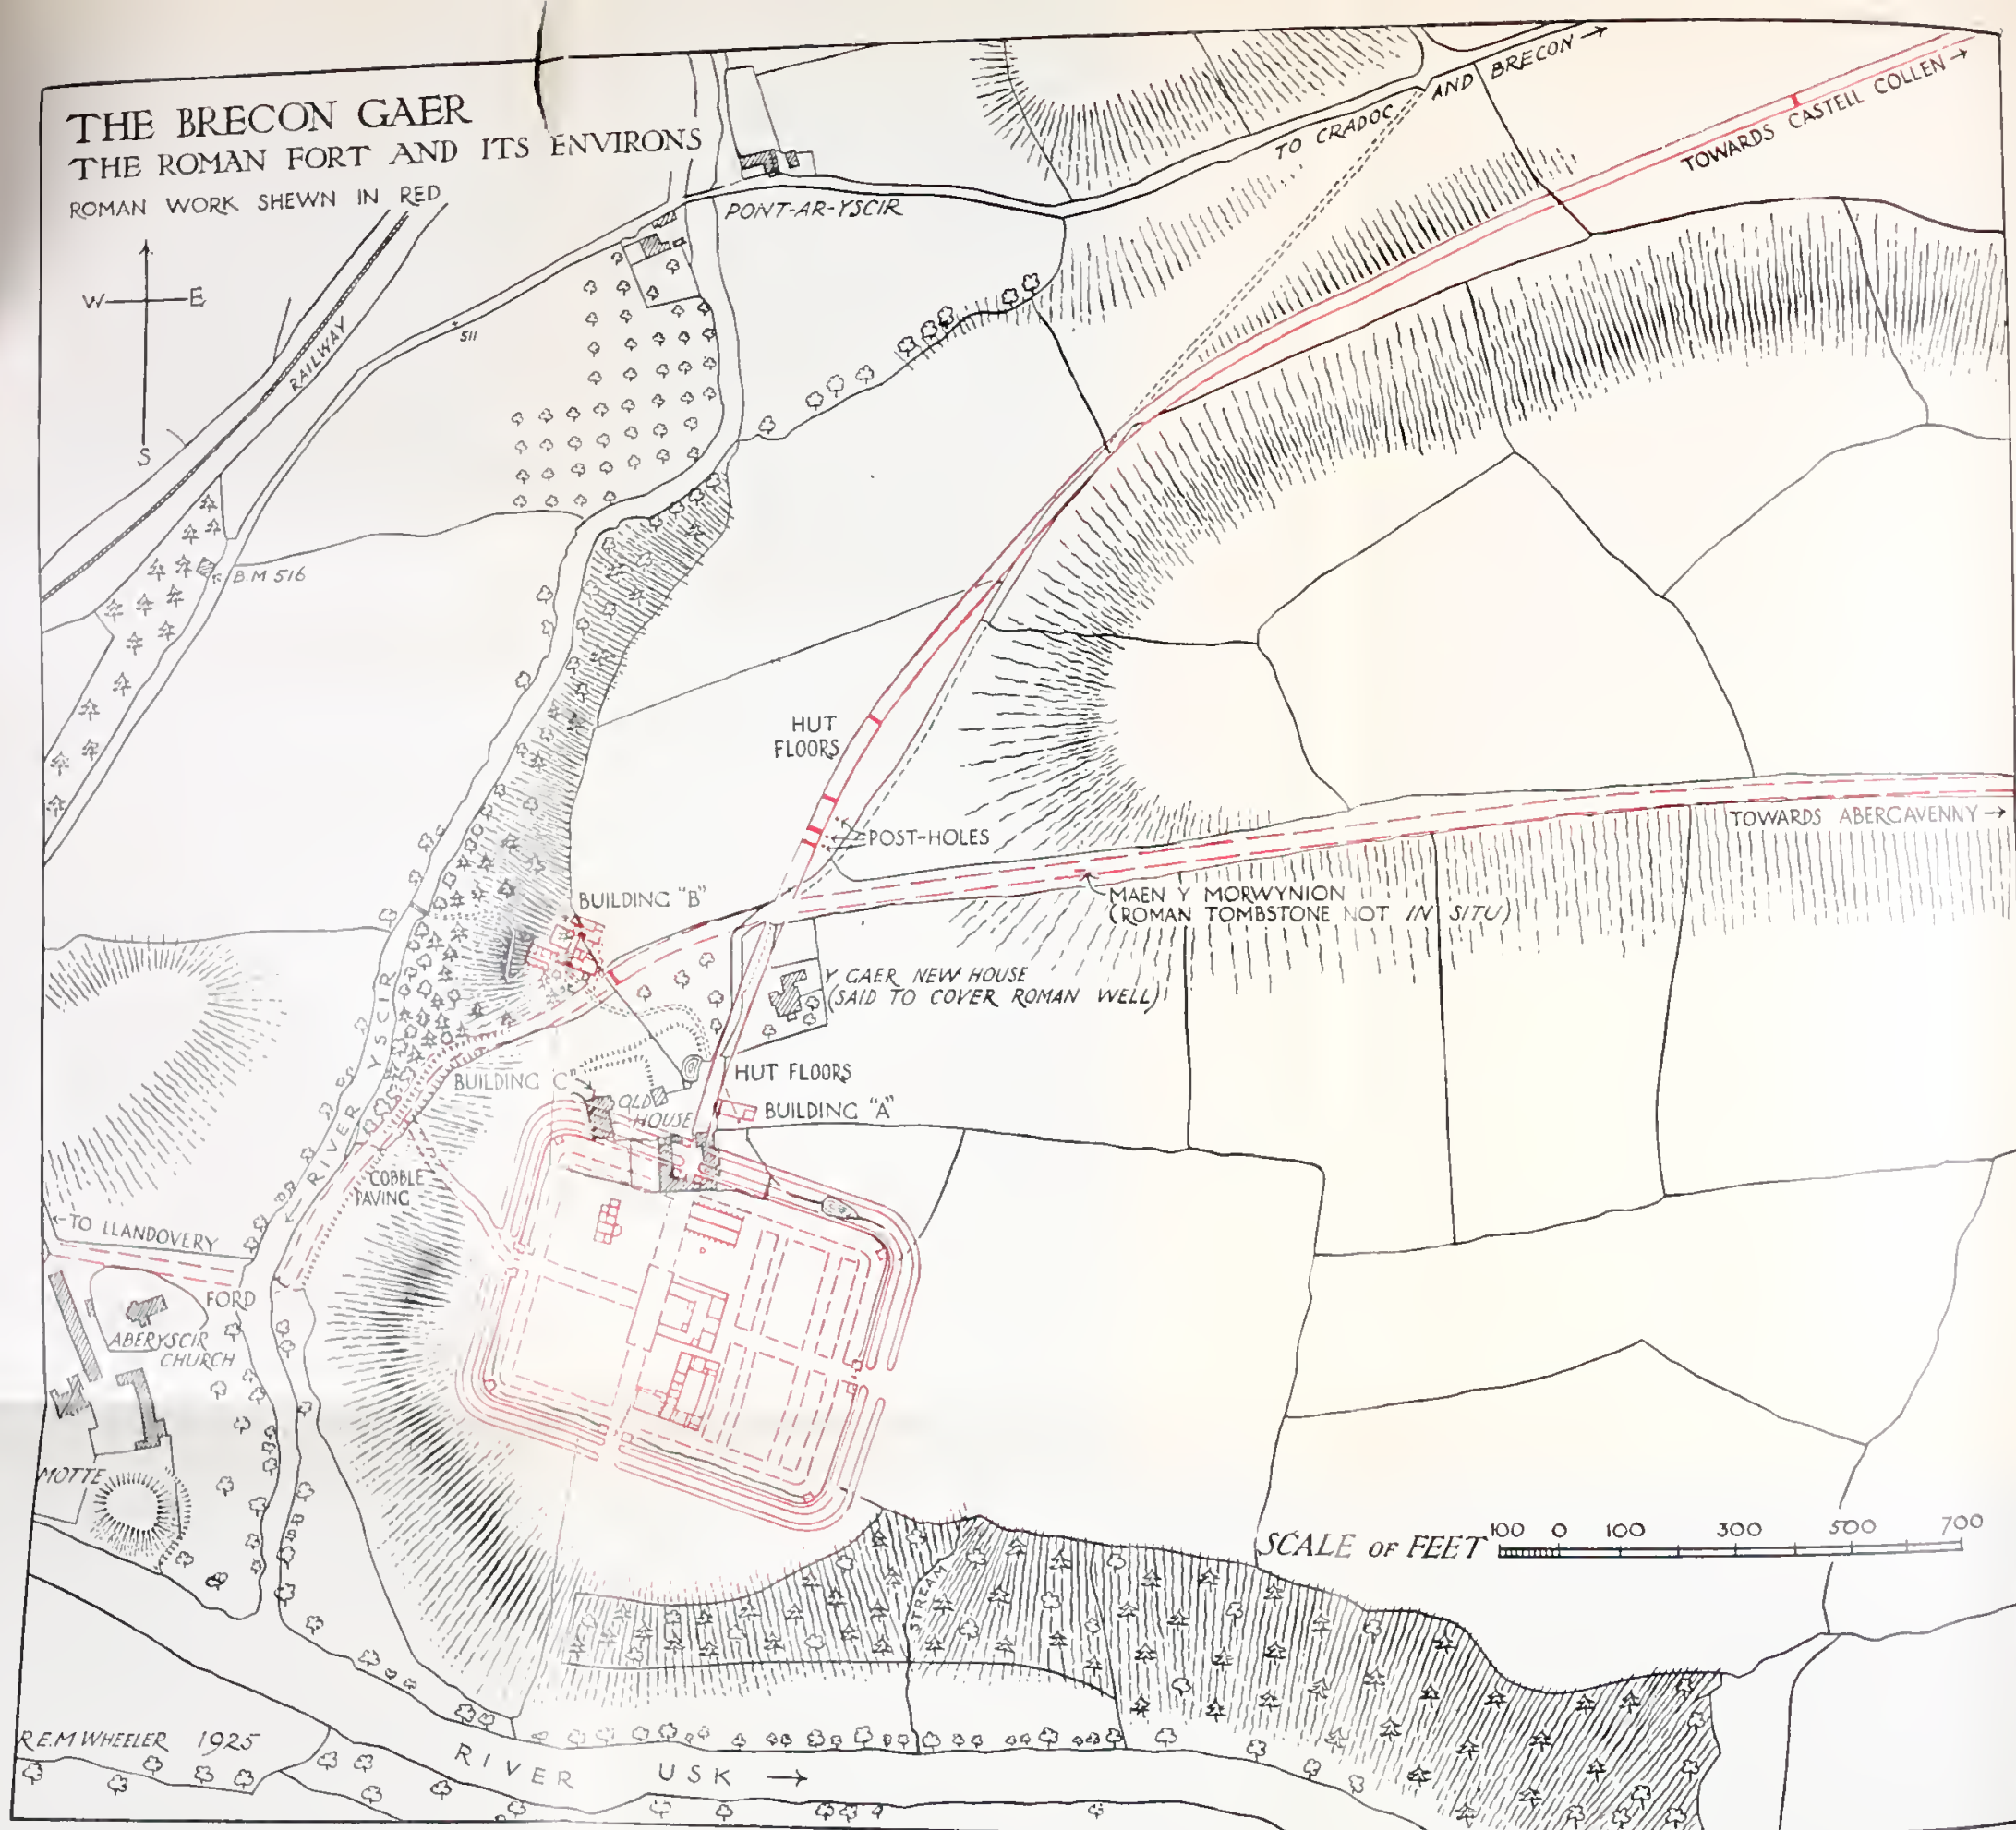 THE BRECON GAER
THE ROMAN FORT AND ITS ENVIRONS
ROMAN WORK SHEWN IN RED
W E
S
RAILWAY
511
B.M 516
PONT-AR-YSCIR
TO CRADOC AND BRECON →
TOWARDS CASTELL COLLEN →
HUT
FLOORS
POST-HOLES
TOWARDS ABERGAVENNY →
MAEN Y MORWYNION
(ROMAN TOMBSTONE NOT IN SITU)
BUILDING "B"
Y GAER NEW HOUSE
(SAID TO COVER ROMAN WELL)
RIVER YSCIR
BUILDING "C"
OLD
HOUSE
HUT FLOORS
BUILDING "A"
COBBLE
PAVING
← TO LLANDOVERY
FORD
ABERYSCIR
CHURCH
MOTTE
STREAM
SCALE OF FEET
100 0 100 300 500 700
R.E.M WHEELER 1925
RIVER USK →